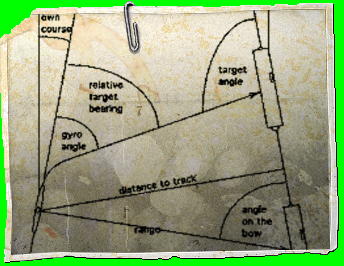 own
course
relative
target
bearing
target
angle
gyro
angle
distance to track
angle
on the
bow
range